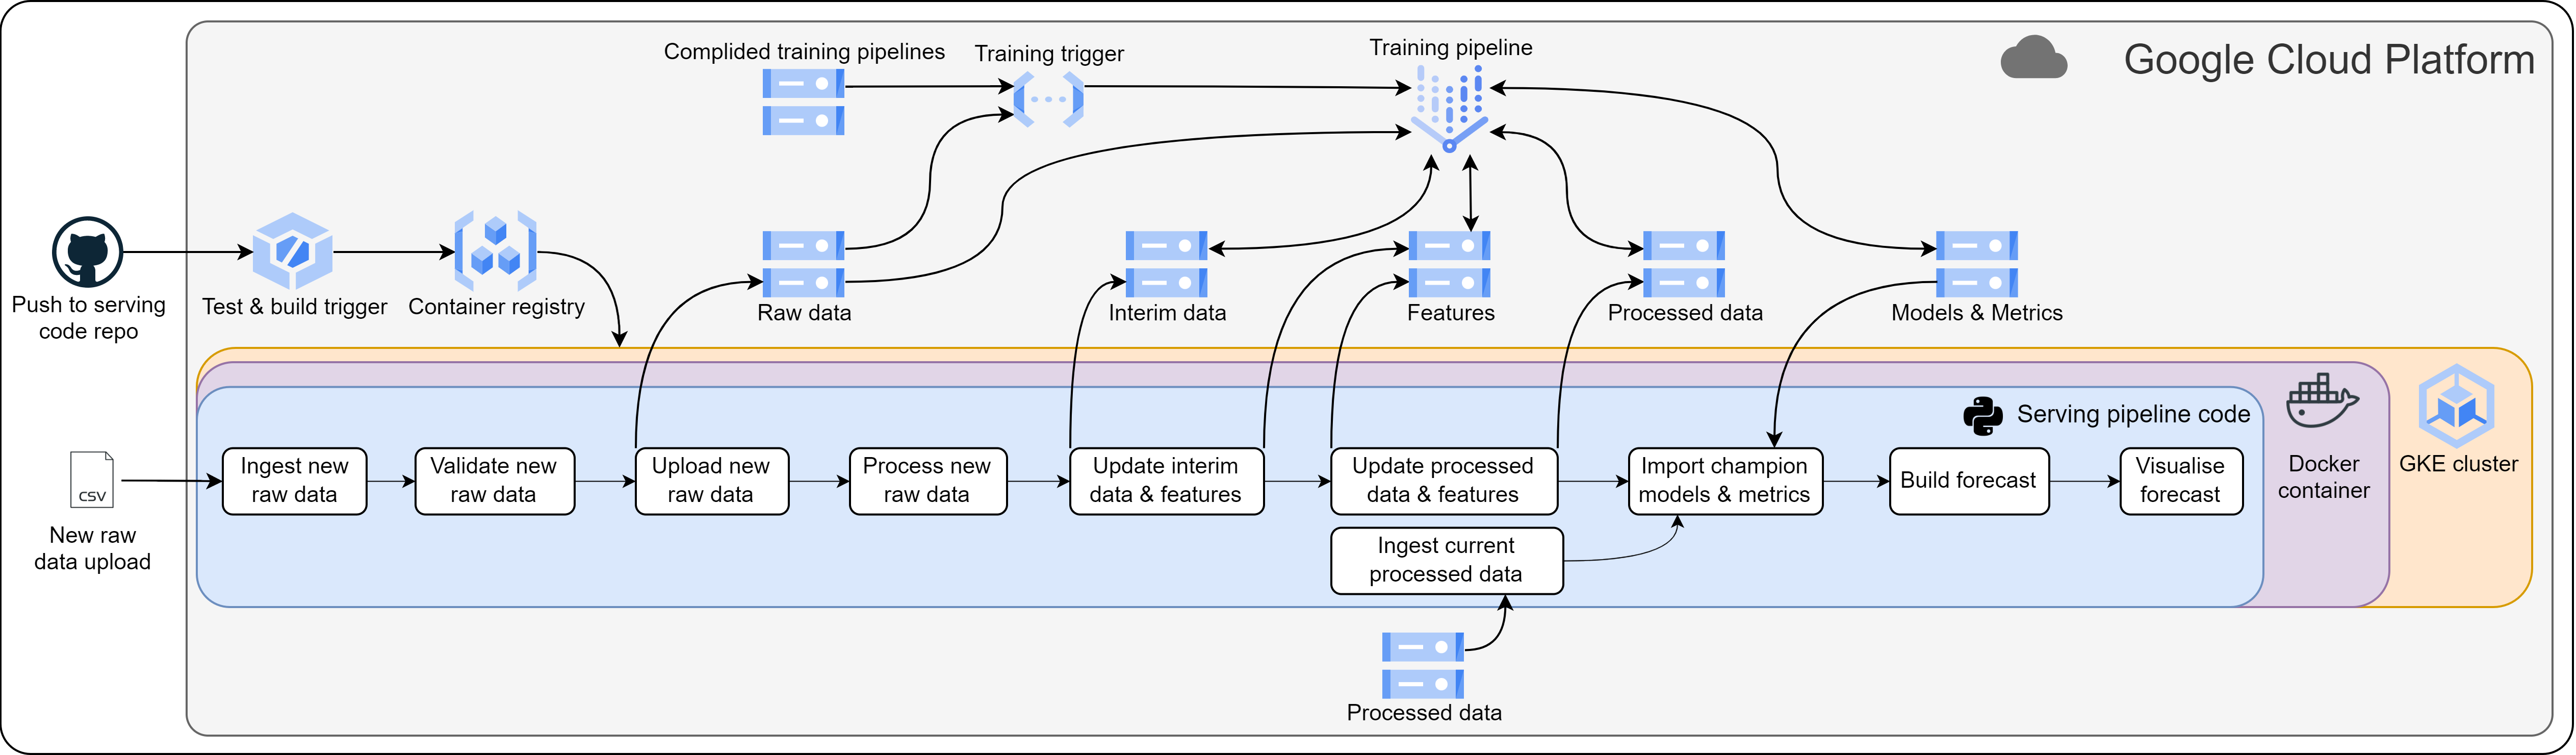 Google Cloud Platform
Complided training pipelines
Training trigger
Training pipeline
Push to serving
code repo
Test & build trigger
Container registry
Raw data
Interim data
Features
Processed data
Models & Metrics
Serving pipeline code
Docker
container
GKE cluster
CSV
New raw
data upload
Ingest new
raw data
Validate new
raw data
Upload new
raw data
Process new
raw data
Update interim
data & features
Update processed
data & features
Import champion
models & metrics
Build forecast
Visualise
forecast
Ingest current
processed data
Processed data